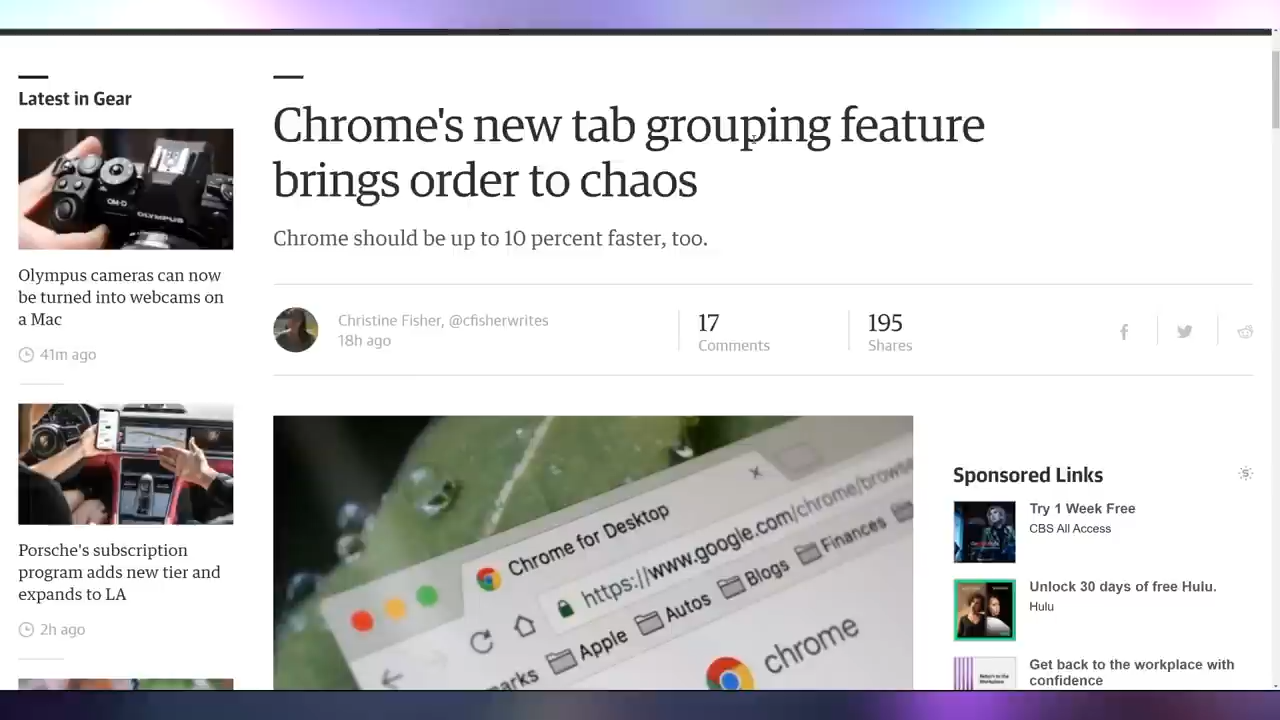 Latest in Gear
OM-D
OLYMPUS
Olympus cameras can now
be turned into webcams on
a Mac
41m ago
Porsche's subscription
program adds new tier and
expands to LA
2h ago
Chrome's new tab grouping feature
brings order to chaos
Chrome should be up to 10 percent faster, too.
Christine Fisher, @cfisherwrites
18h ago
17
Comments
195
Shares
Chrome for Desktop
https://www.google.com/chrome/browse
Apple
Autos
Blogs
Finances
chrome
Sponsored Links
Try 1 Week Free
CBS All Access
Unlock 30 days of free Hulu.
Hulu
Get back to the workplace with
confidence